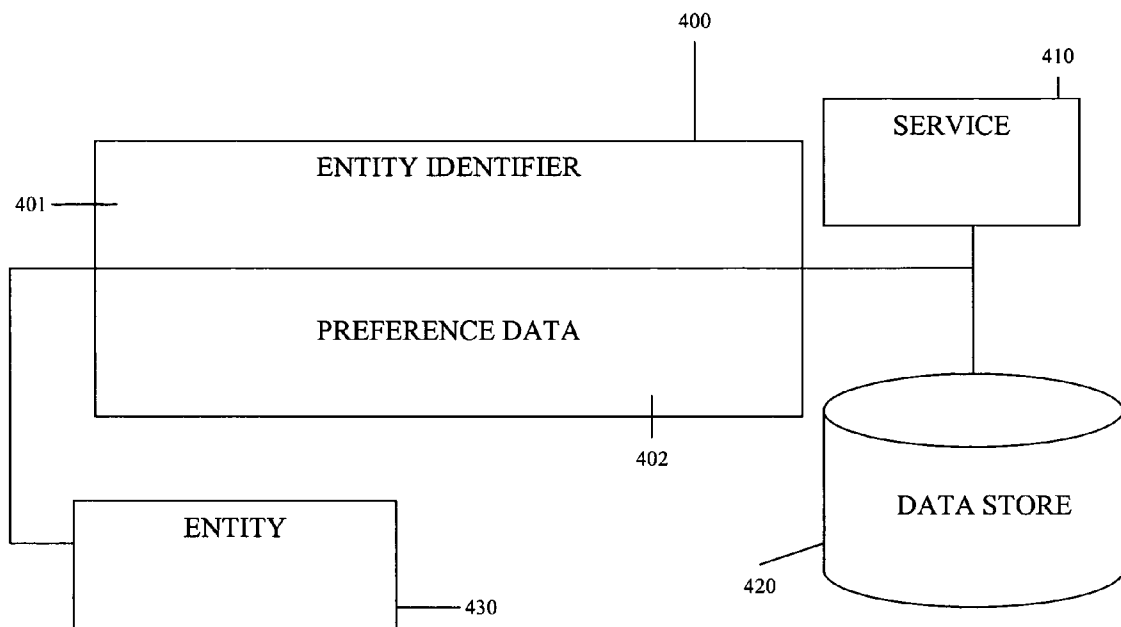 400
410
SERVICE
ENTITY IDENTIFIER
401
PREFERENCE DATA
402
DATA STORE
ENTITY
420
430